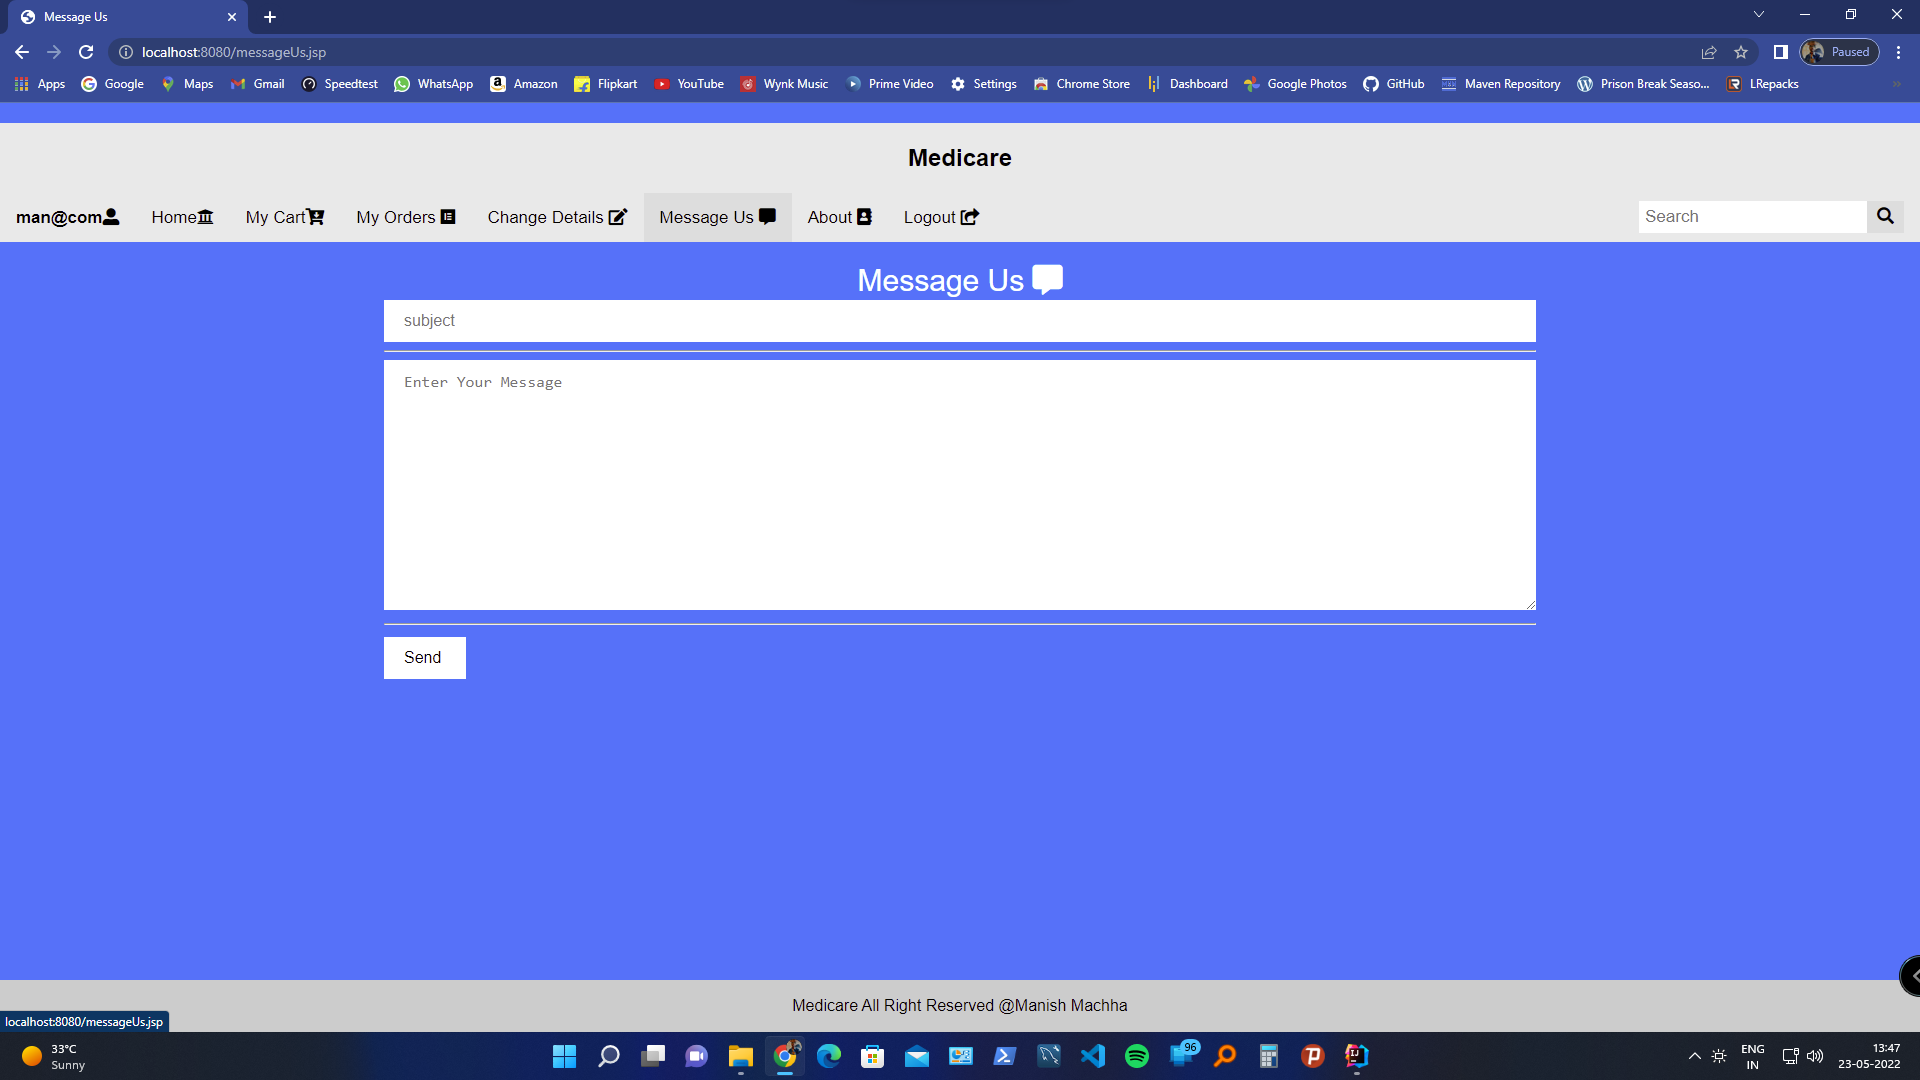 Message Us
localhost:8080/messageUs.jsp
Paused
Apps Google Maps Gmail Speedtest WhatsApp Amazon Flipkart YouTube Wynk Music Prime Video Settings Chrome Store Dashboard Google Photos GitHub Maven Repository Prison Break Seaso... LRepacks
Medicare
man@com Home My Cart My Orders Change Details Message Us About Logout Search
Message Us
subject
Enter Your Message
Send
Medicare All Right Reserved @Manish Machha
localhost:8080/messageUs.jsp
33°C
Sunny
96
ENG
IN
13:47
23-05-2022